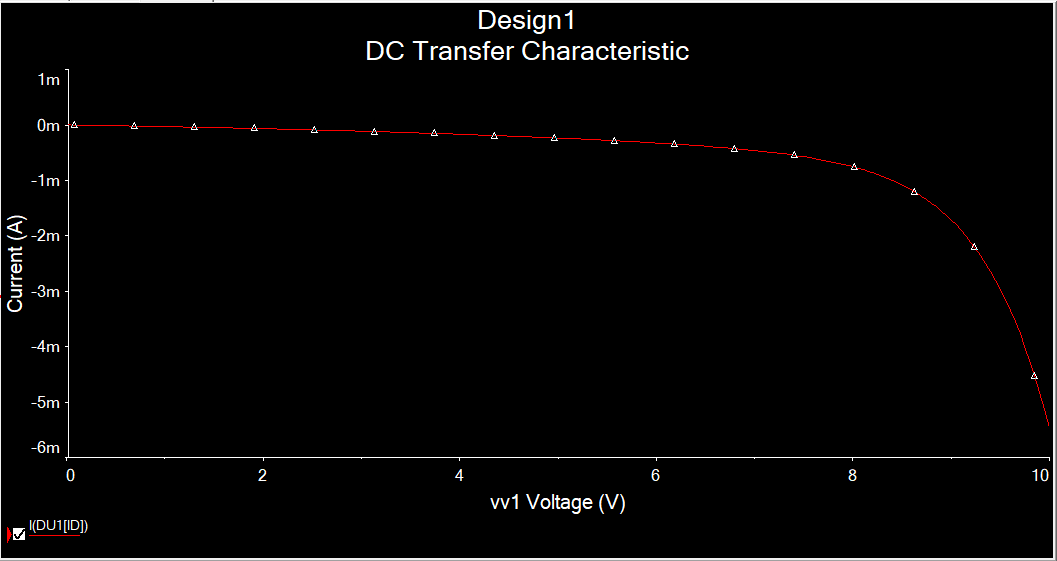 Design1
DC Transfer Characteristic
1m
0m
-1m
-2m
-3m
-4m
-5m
-6m
Current (A)
0 2 4 6 8 10
vv1 Voltage (V)
I(DU1[ID])